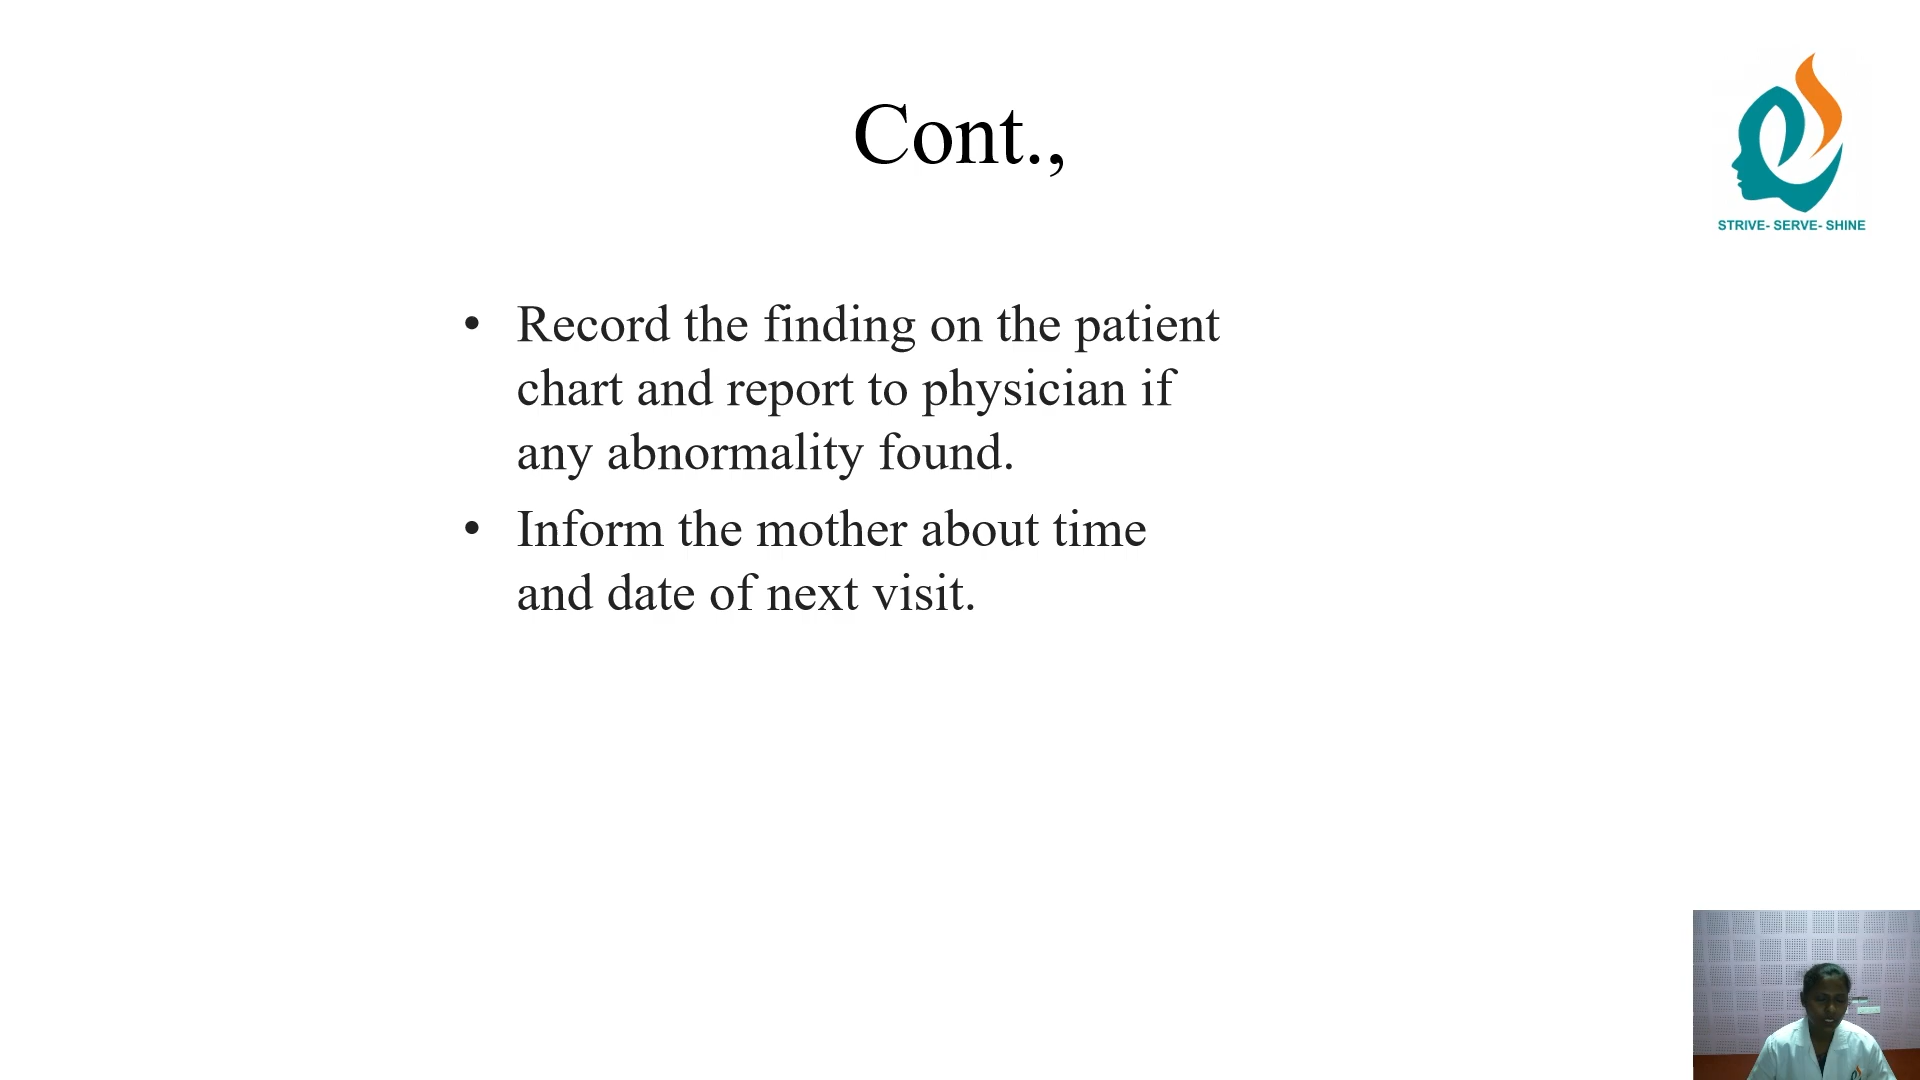 Cont.,
STRIVE- SERVE- SHINE
• Record the finding on the patient
chart and report to physician if
any abnormality found.
• Inform the mother about time
and date of next visit.